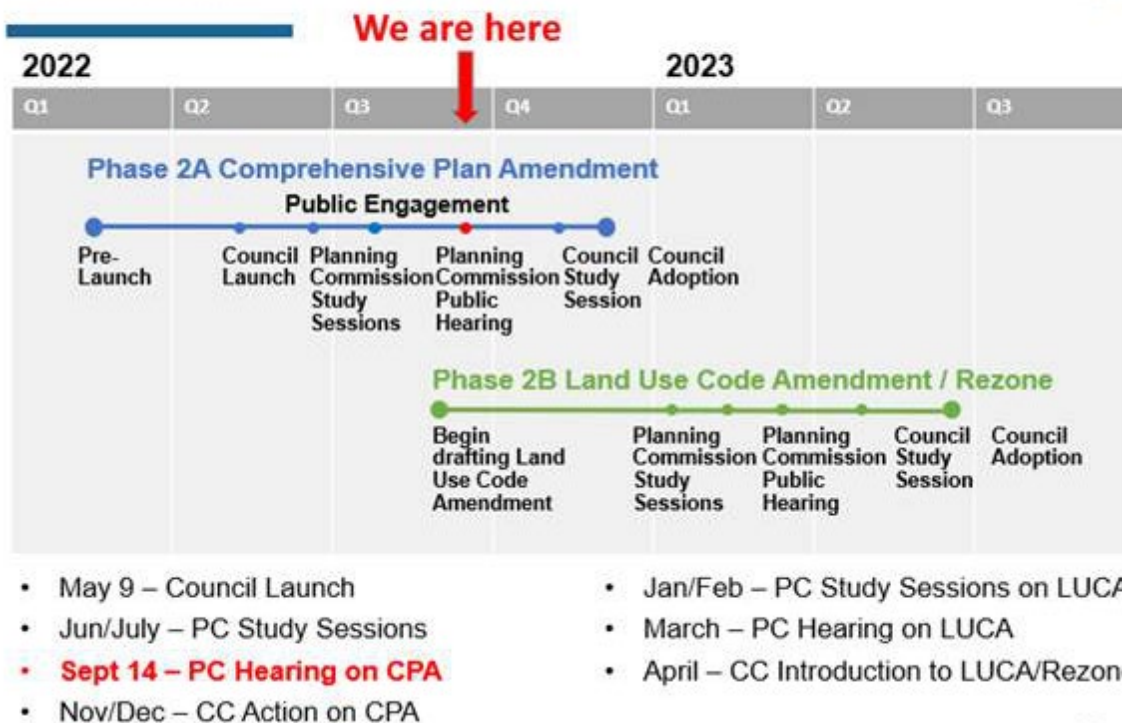 We are here
2022 2023
Q1 Q2 Q3 Q4 Q1 Q2 Q3
Phase 2A Comprehensive Plan Amendment
Public Engagement
Pre-
Launch
Council
Launch
Planning
Commission
Study
Sessions
Planning
Commission
Public
Hearing
Council
Study
Session
Council
Adoption
Phase 2B Land Use Code Amendment / Rezone
Begin
drafting Land
Use Code
Amendment
Planning
Commission
Study
Sessions
Planning
Commission
Public
Hearing
Council
Study
Session
Council
Adoption
• May 9 – Council Launch
• Jun/July – PC Study Sessions
• Sept 14 – PC Hearing on CPA
• Nov/Dec – CC Action on CPA
• Jan/Feb – PC Study Sessions on LUCA
• March – PC Hearing on LUCA
• April – CC Introduction to LUCA/Rezone